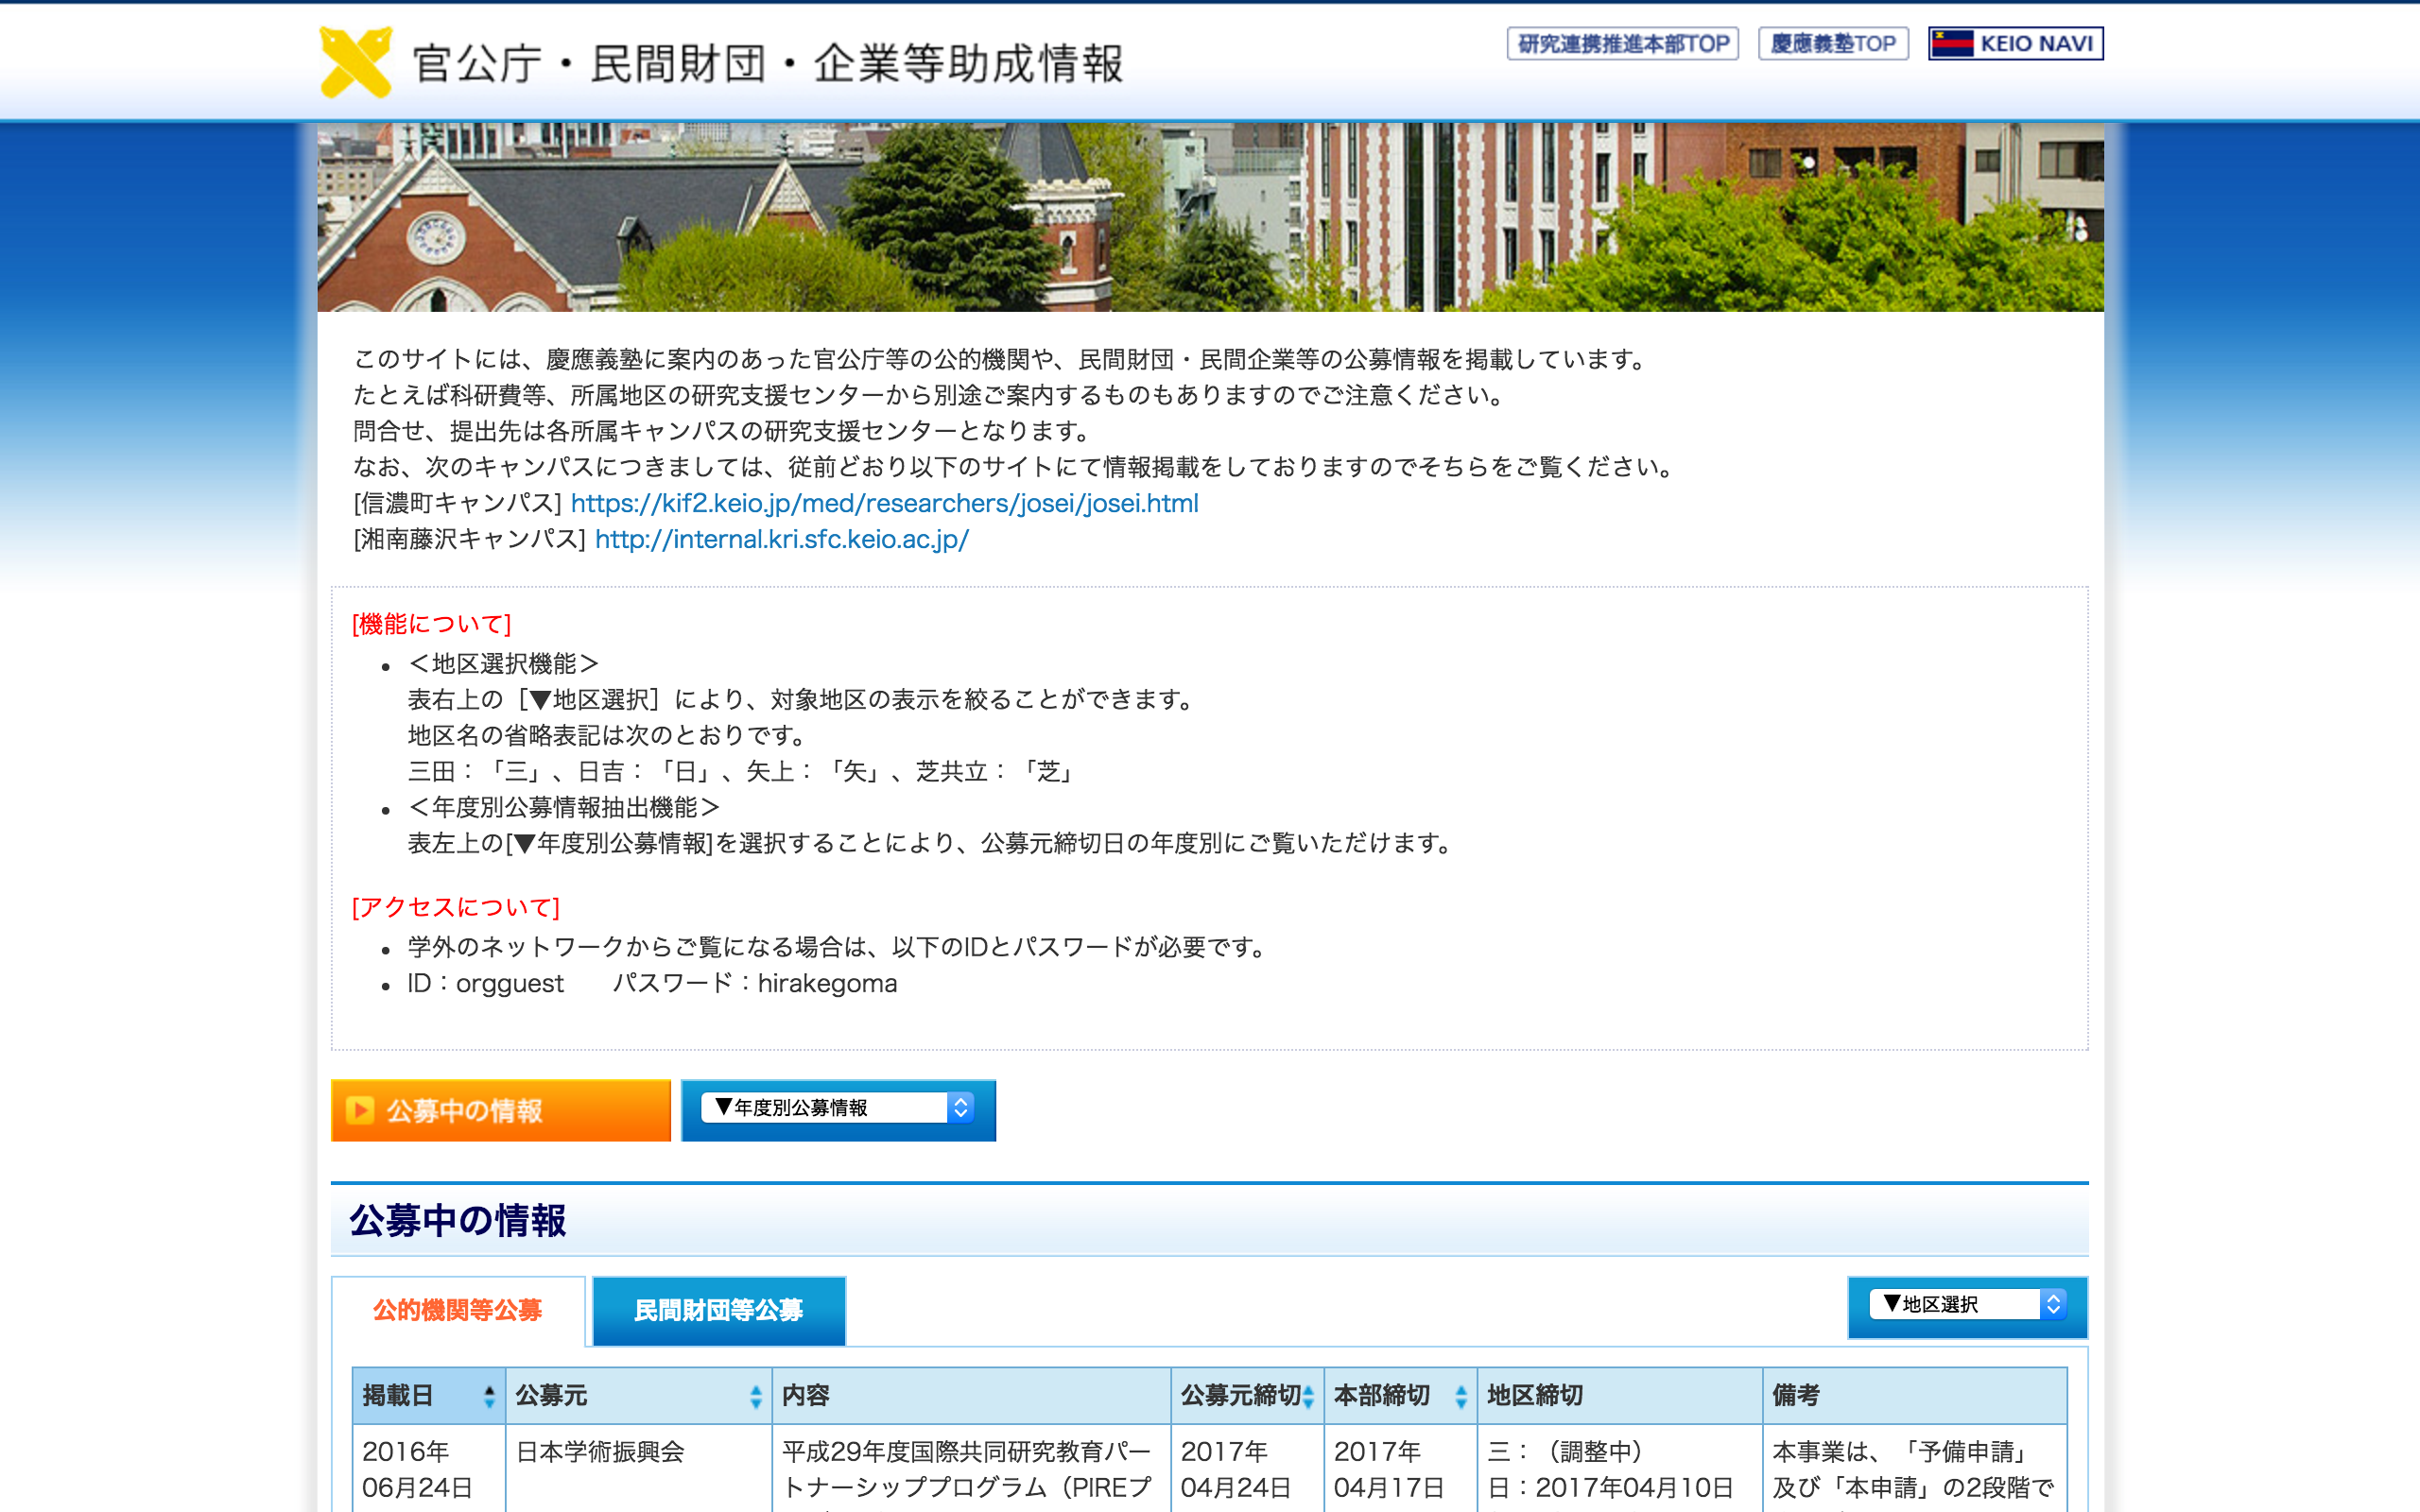 官公庁・民間財団・企業等助成情報
研究連携推進本部TOP
慶應義塾TOP
KEIO NAVI
このサイトには、慶應義塾に案内のあった官公庁等の公的機関や、民間財団・民間企業等の公募情報を掲載しています。
たとえば科研費等、所属地区の研究支援センターから別途ご案内するものもありますのでご注意ください。
問合せ、提出先は各所属キャンパスの研究支援センターとなります。
なお、次のキャンパスにつきましては、従前どおり以下のサイトにて情報掲載をしておりますのでそちらをご覧ください。
[信濃町キャンパス] https://kif2.keio.jp/med/researchers/josei/josei.html
[湘南藤沢キャンパス] http://internal.kri.sfc.keio.ac.jp/
[機能について]
• ＜地区選択機能＞
表右上の［▼地区選択］により、対象地区の表示を絞ることができます。
地区名の省略表記は次のとおりです。
三田：「三」、日吉：「日」、矢上：「矢」、芝共立：「芝」
• ＜年度別公募情報抽出機能＞
表左上の[▼年度別公募情報]を選択することにより、公募元締切日の年度別にご覧いただけます。
[アクセスについて]
• 学外のネットワークからご覧になる場合は、以下のIDとパスワードが必要です。
• ID：orgguest　　パスワード：hirakegoma
公募中の情報
▼年度別公募情報
公募中の情報
公的機関等公募
民間財団等公募
▼地区選択
掲載日
公募元
内容
公募元締切
本部締切
地区締切
備考
2016年
06月24日
日本学術振興会
平成29年度国際共同研究教育パー
トナーシッププログラム（PIREプ
2017年
04月24日
2017年
04月17日
三：（調整中）
日：2017年04月10日
本事業は、「予備申請」
及び「本申請」の2段階で